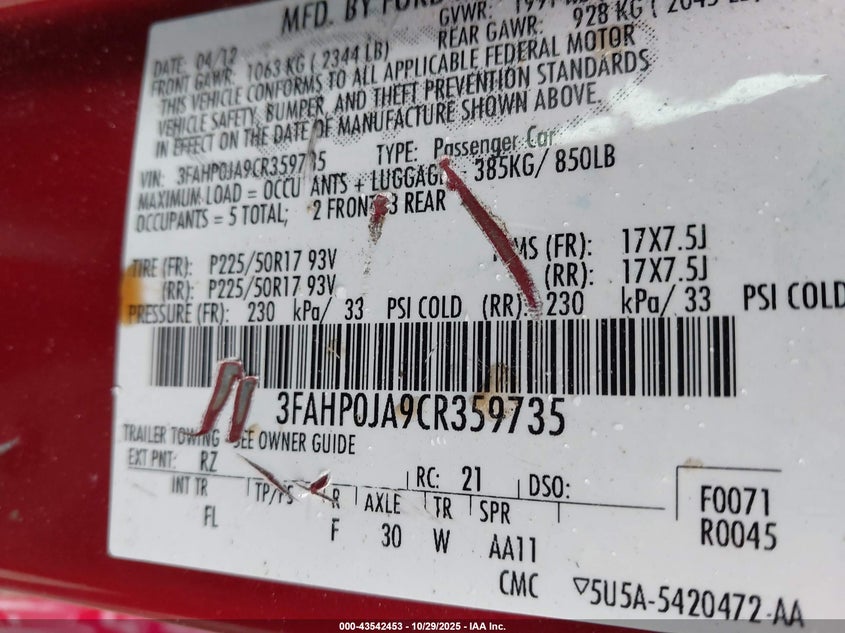 MFD. BY FORD
DATE: 04/12 GVWR: 1991
FRONT GAWR: 1063 KG ( 2344 LB) REAR GAWR: 928 KG ( 2045
THIS VEHICLE CONFORMS TO ALL APPLICABLE FEDERAL MOTOR
VEHICLE SAFETY, BUMPER, AND THEFT PREVENTION STANDARDS
IN EFFECT ON THE DATE OF MANUFACTURE SHOWN ABOVE.
VIN: 3FAHP0JA9CR359735 TYPE: Passenger Car
MAXIMUM LOAD = OCCU ANTS + LUGGAG 385KG/ 850LB
OCCUPANTS = 5 TOTAL; 2 FRONT 3 REAR
TIRE (FR): P225/50R17 93V MS (FR): 17X7.5J
(RR): P225/50R17 93V (RR): 17X7.5J
PRESSURE (FR): 230 kPa/ 33 PSI COLD (RR): 230 kPa/ 33 PSI COLD
3FAHP0JA9CR359735
TRAILER TOWING - SEE OWNER GUIDE
EXT PNT: RZ RC: 21 DSO:
INT TR TP/PS R AXLE TR SPR F0071
FL F 30 W AA11 R0045
CMC ▽5U5A-5420472-AA
000-43542453 - 10/29/2025 - IAA Inc.